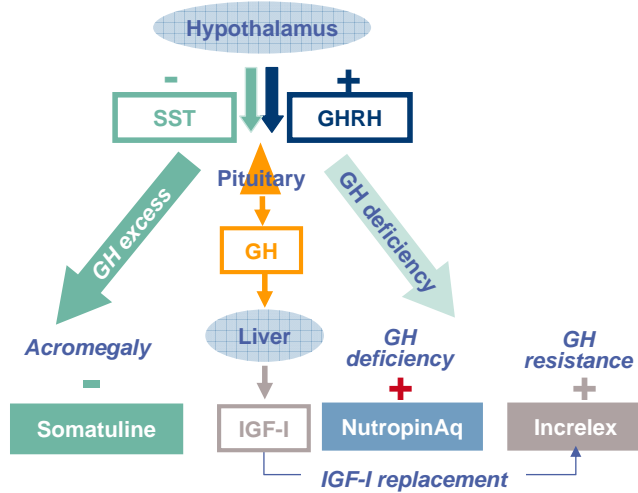 Hypothalamus
- +
SST
GHRH
Pituitary
GH excess
GH deficiency
GH
Liver
Acromegaly
GH
deficiency
GH
resistance
- + +
Somatuline
IGF-I
NutropinAq
Increlex
IGF-I replacement